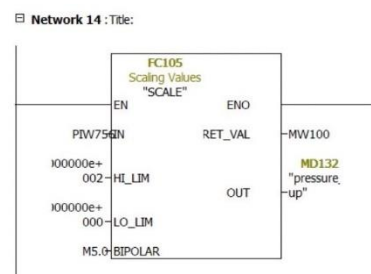 Network 14 : Title:
FC105
Scaling Values
"SCALE"
EN ENO
PIW756 IN RET_VAL MW100
000000e+
002 HI_LIM
MD132
"pressure_
OUT up"
000000e+
000 LO_LIM
M5.0 BIPOLAR